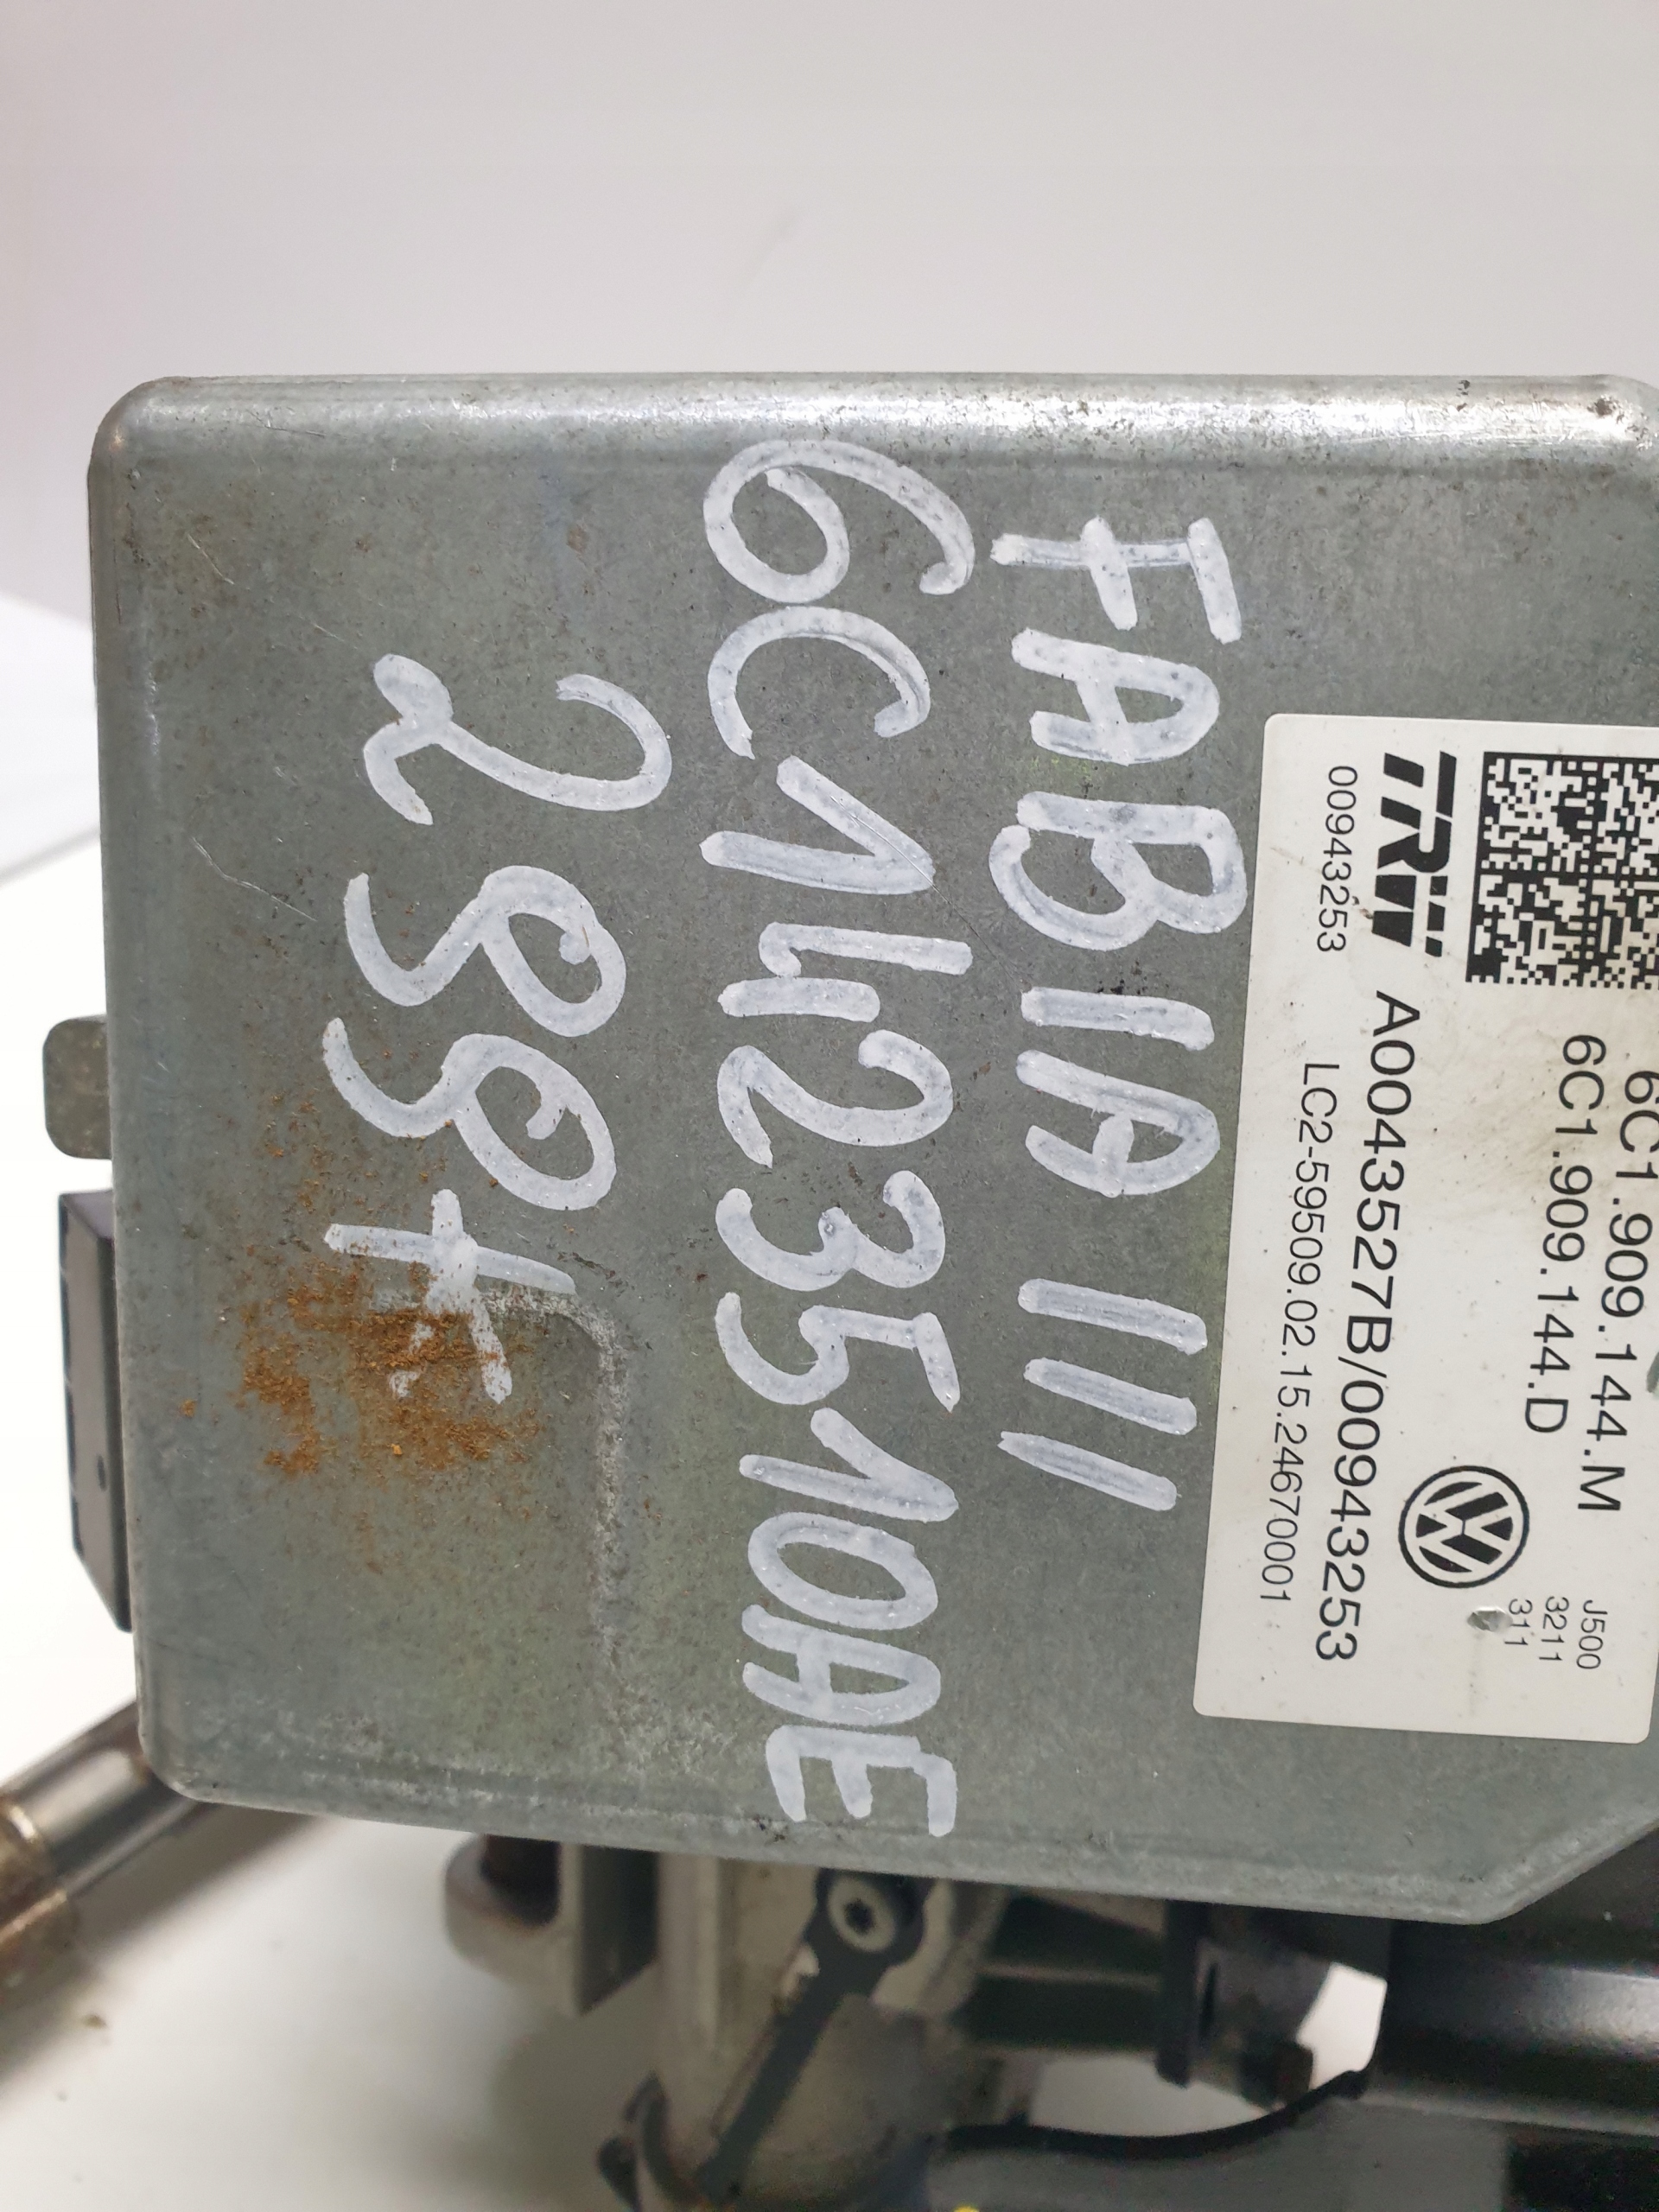 6C1.909.144.M
6C1.909.144.D
J500
3211
311
TRW A0043527B/00943253
00943253 LC2-59509.02.15.24670001
FABIA III
6C1423510AE
299+